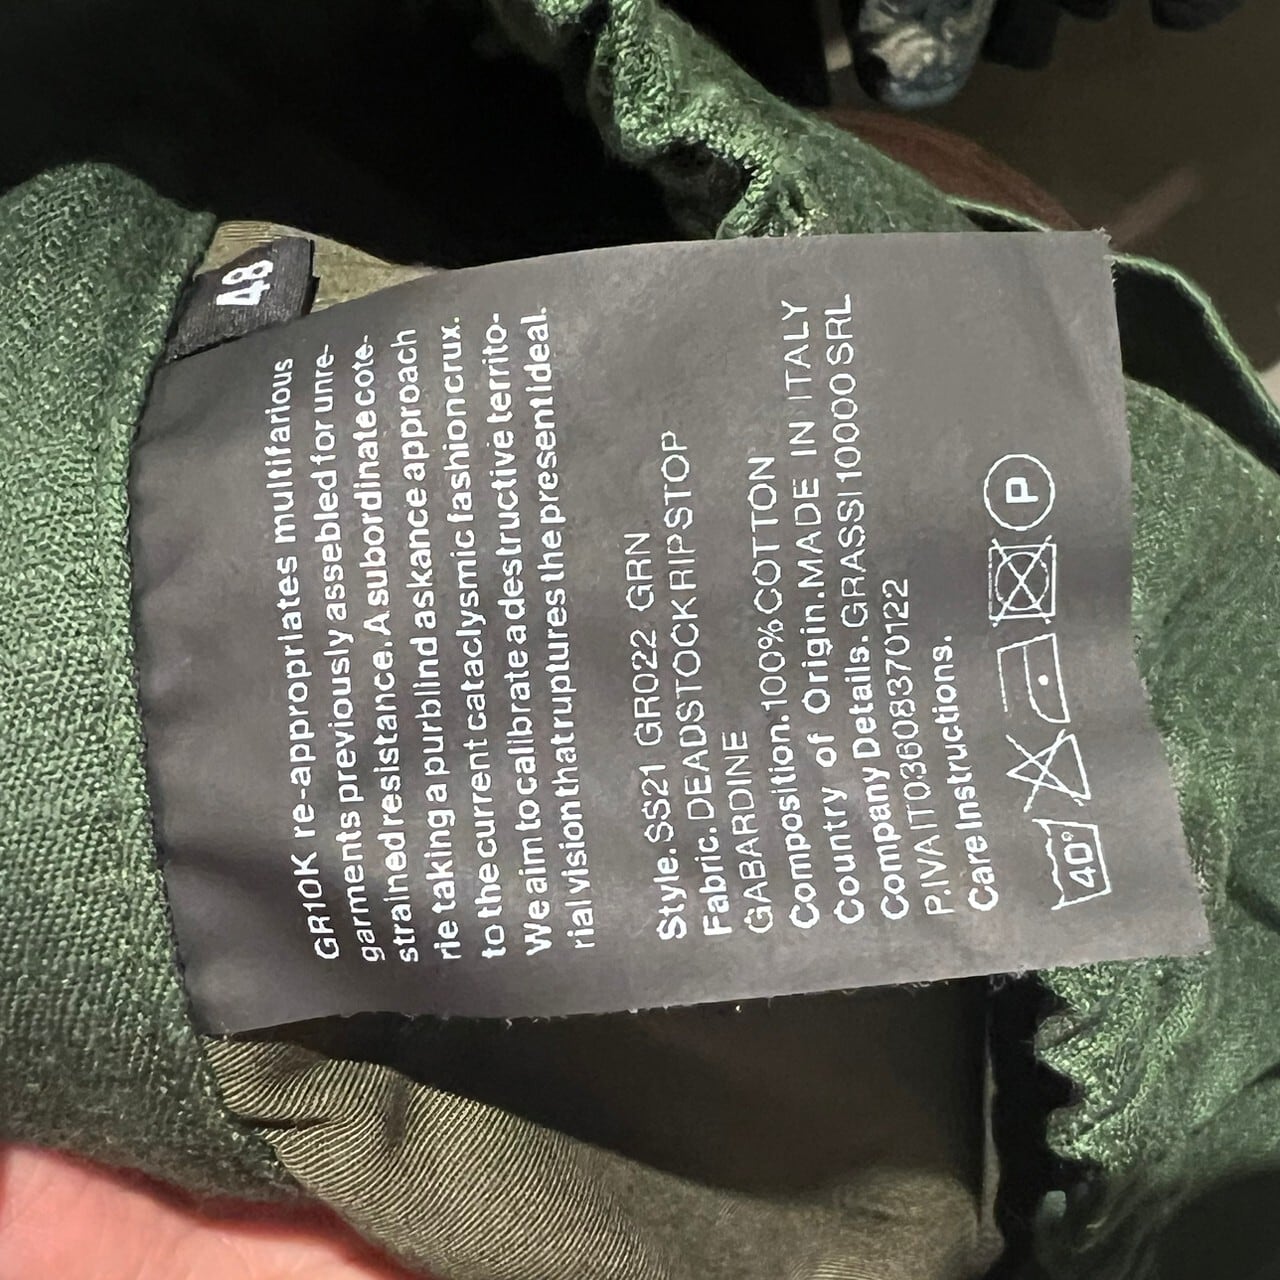 48
GR10K re-appropriates multifarious
garments previously assebled for unre-
strained resistance. A subordinate cote-
rie taking a purblind askance approach
to the current cataclysmic fashion crux.
We aim to calibrate a destructive territo-
rial vision that ruptures the present ideal.
Style. SS21 GR022 GRN
Fabric. DEADSTOCK RIPSTOP
GABARDINE
Composition. 100% COTTON
Country of Origin. MADE IN ITALY
Company Details. GRASSI 10000 SRL
P.IVA IT03608370122
Care Instructions.
40° P